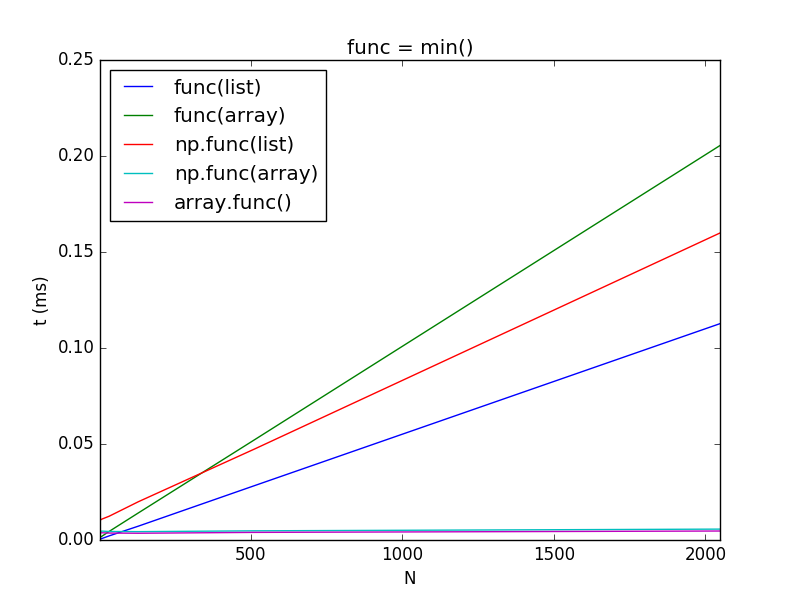 func = min()
0.25
0.20
0.15
0.10
0.05
0.00
t (ms)
func(list)
func(array)
np.func(list)
np.func(array)
array.func()
500
1000
1500
2000
N